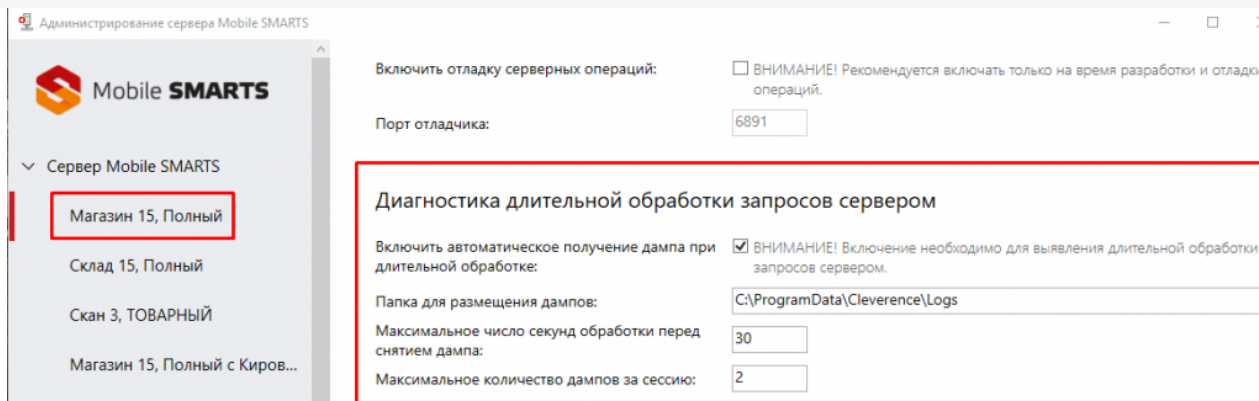 Администрирование сервера Mobile SMARTS
Mobile SMARTS
Сервер Mobile SMARTS
Магазин 15, Полный
Склад 15, Полный
Скан 3, ТОВАРНЫЙ
Магазин 15, Полный с Киров...
Включить отладку серверных операций:
ВНИМАНИЕ! Рекомендуется включать только на время разработки и отладки
операций.
Порт отладчика:
6891
Диагностика длительной обработки запросов сервером
Включить автоматическое получение дампа при
длительной обработке:
ВНИМАНИЕ! Включение необходимо для выявления длительной обработки
запросов сервером.
Папка для размещения дампов:
C:\ProgramData\Cleverence\Logs
Максимальное число секунд обработки перед
снятием дампа:
30
Максимальное количество дампов за сессию:
2